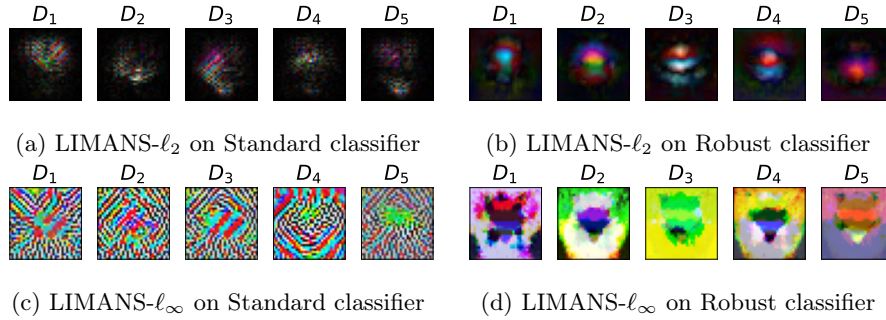 D₁ D₂ D₃ D₄ D₅ D₁ D₂ D₃ D₄ D₅
(a) LIMANS-ℓ₂ on Standard classifier (b) LIMANS-ℓ₂ on Robust classifier
D₁ D₂ D₃ D₄ D₅ D₁ D₂ D₃ D₄ D₅
(c) LIMANS-ℓ∞ on Standard classifier (d) LIMANS-ℓ∞ on Robust classifier